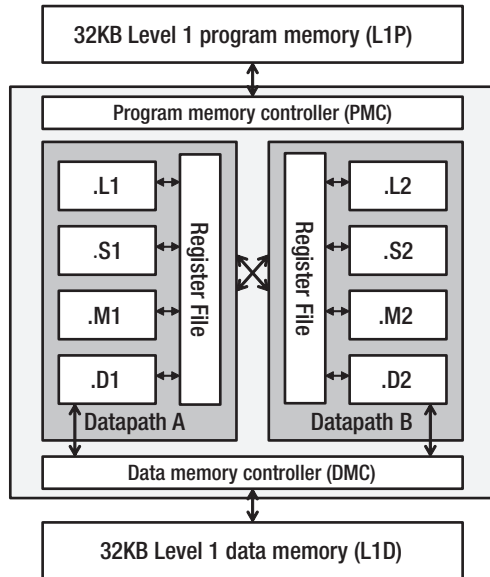 32KB Level 1 program memory (L1P)
Program memory controller (PMC)
.L1
.S1
.M1
.D1
Register File
Datapath A
Register File
.L2
.S2
.M2
.D2
Datapath B
Data memory controller (DMC)
32KB Level 1 data memory (L1D)